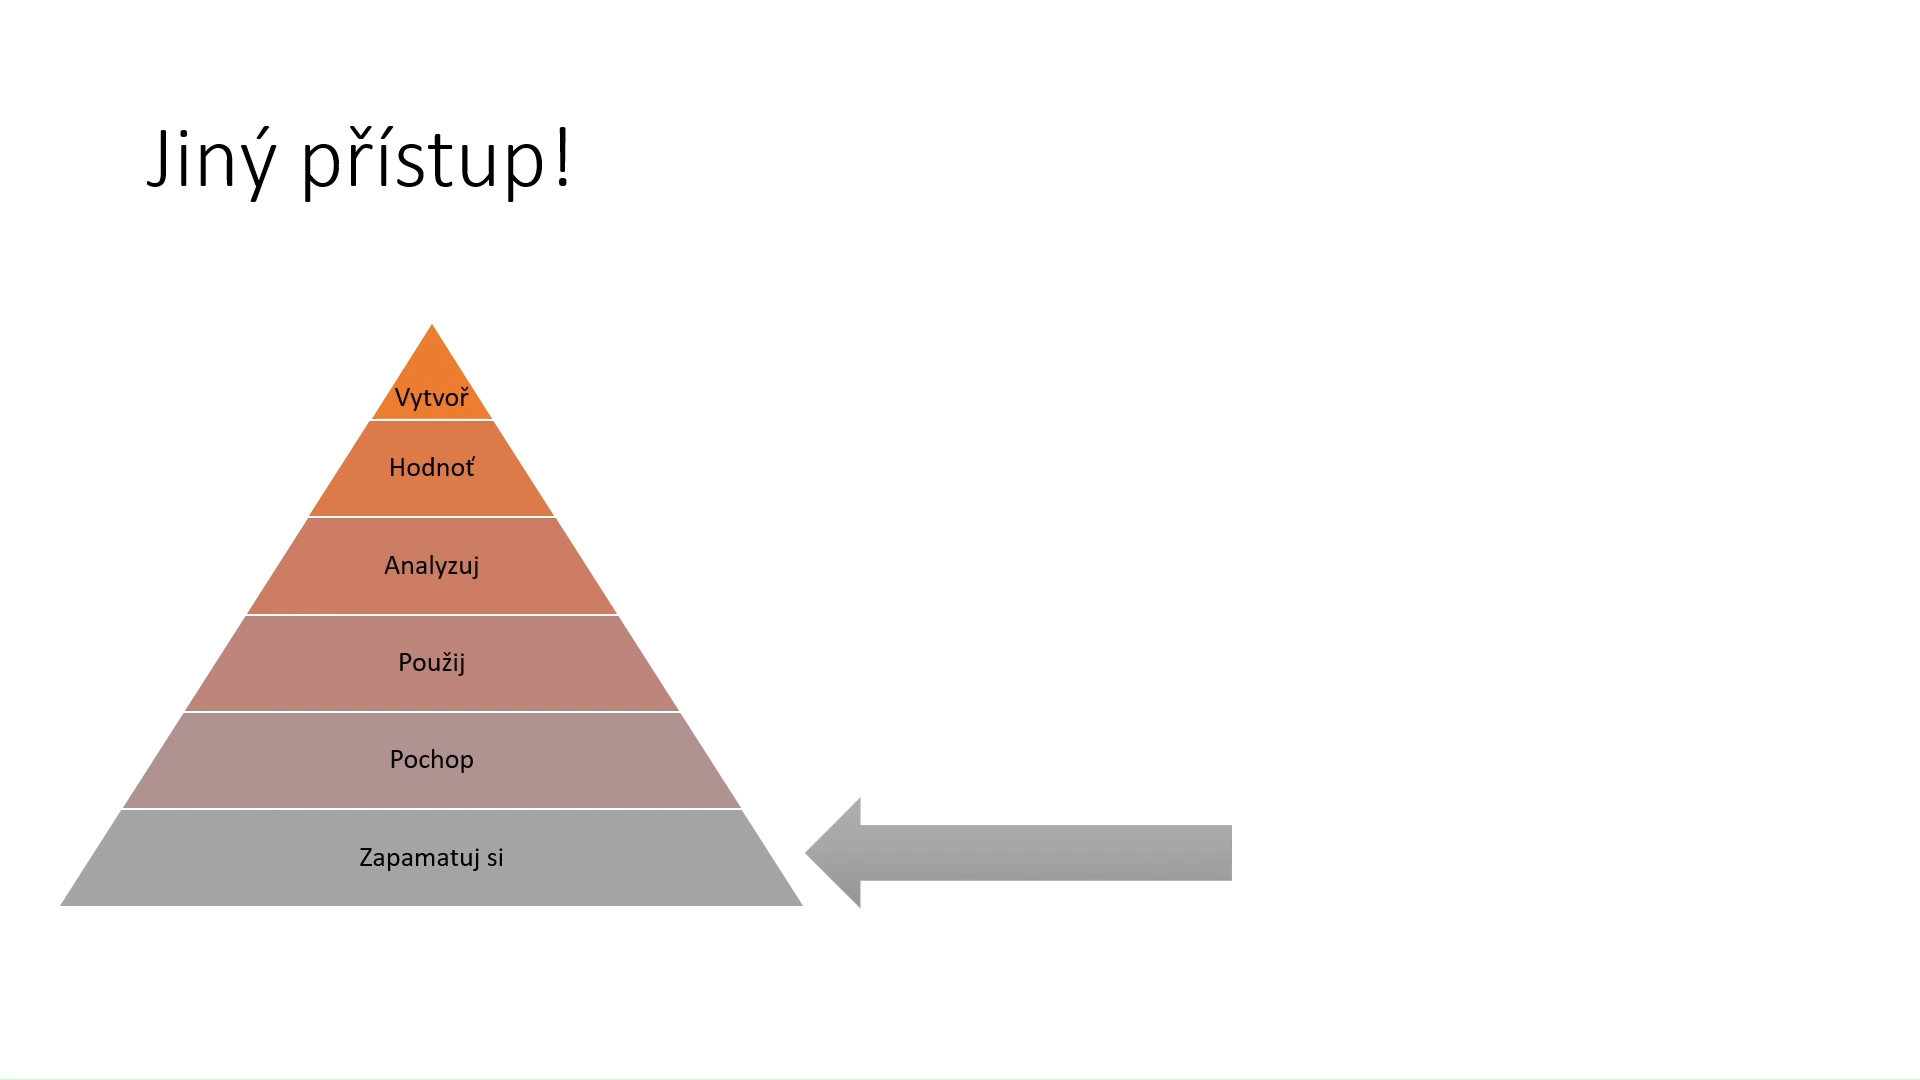 Jiný přístup!
Vytvoř
Hodnoť
Analyzuj
Použij
Pochop
Zapamatuj si